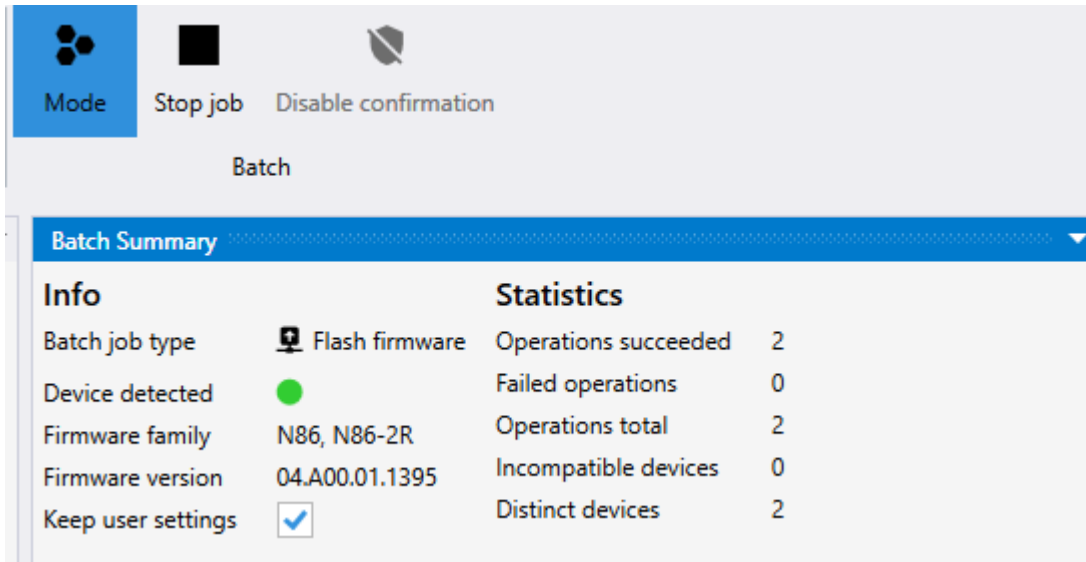 Mode Stop job Disable confirmation
Batch
Batch Summary
Info
Batch job type Flash firmware
Device detected
Firmware family N86, N86-2R
Firmware version 04.A00.01.1395
Keep user settings
Statistics
Operations succeeded 2
Failed operations 0
Operations total 2
Incompatible devices 0
Distinct devices 2